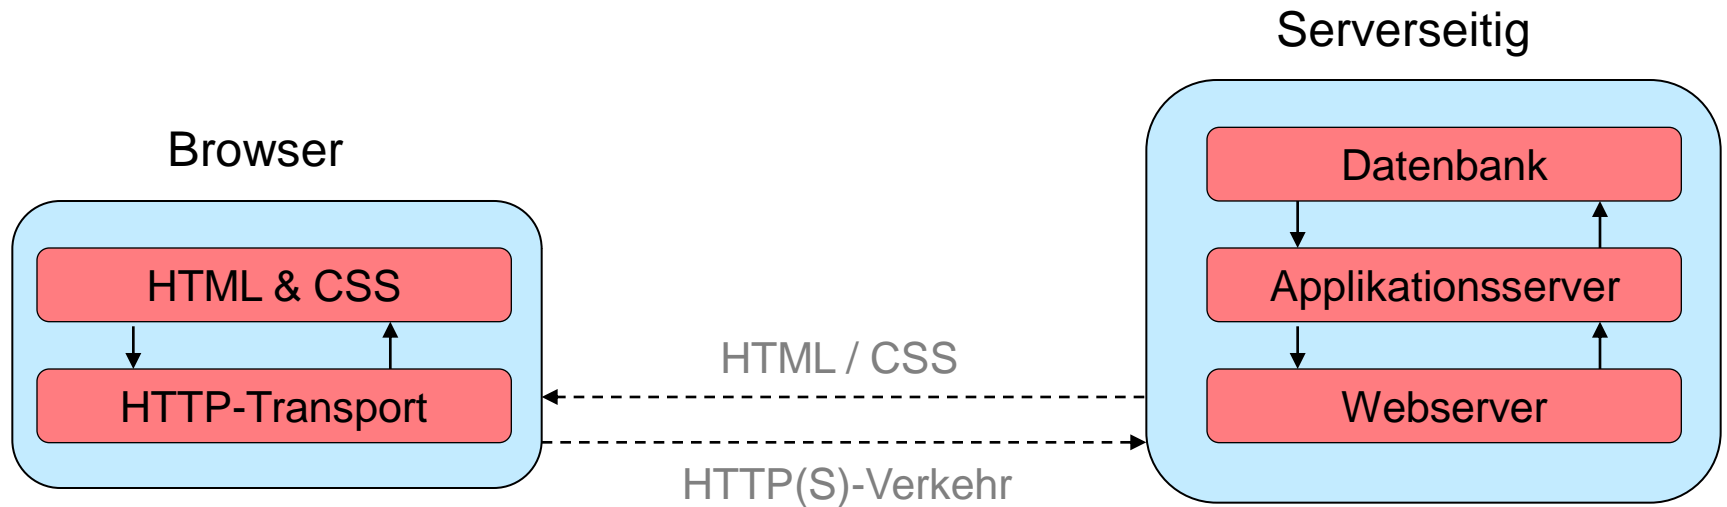 Serverseitig
Browser
Datenbank
HTML & CSS
Applikationsserver
HTML / CSS
HTTP-Transport
Webserver
HTTP(S)-Verkehr